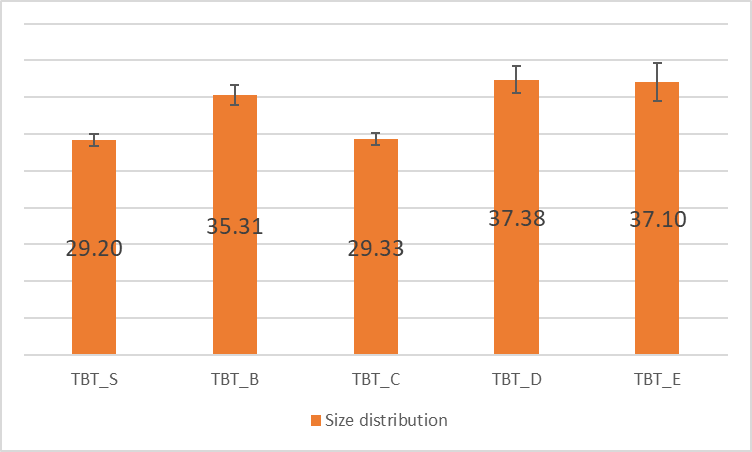 29.20
35.31
29.33
37.38
37.10
TBT_S
TBT_B
TBT_C
TBT_D
TBT_E
Size distribution